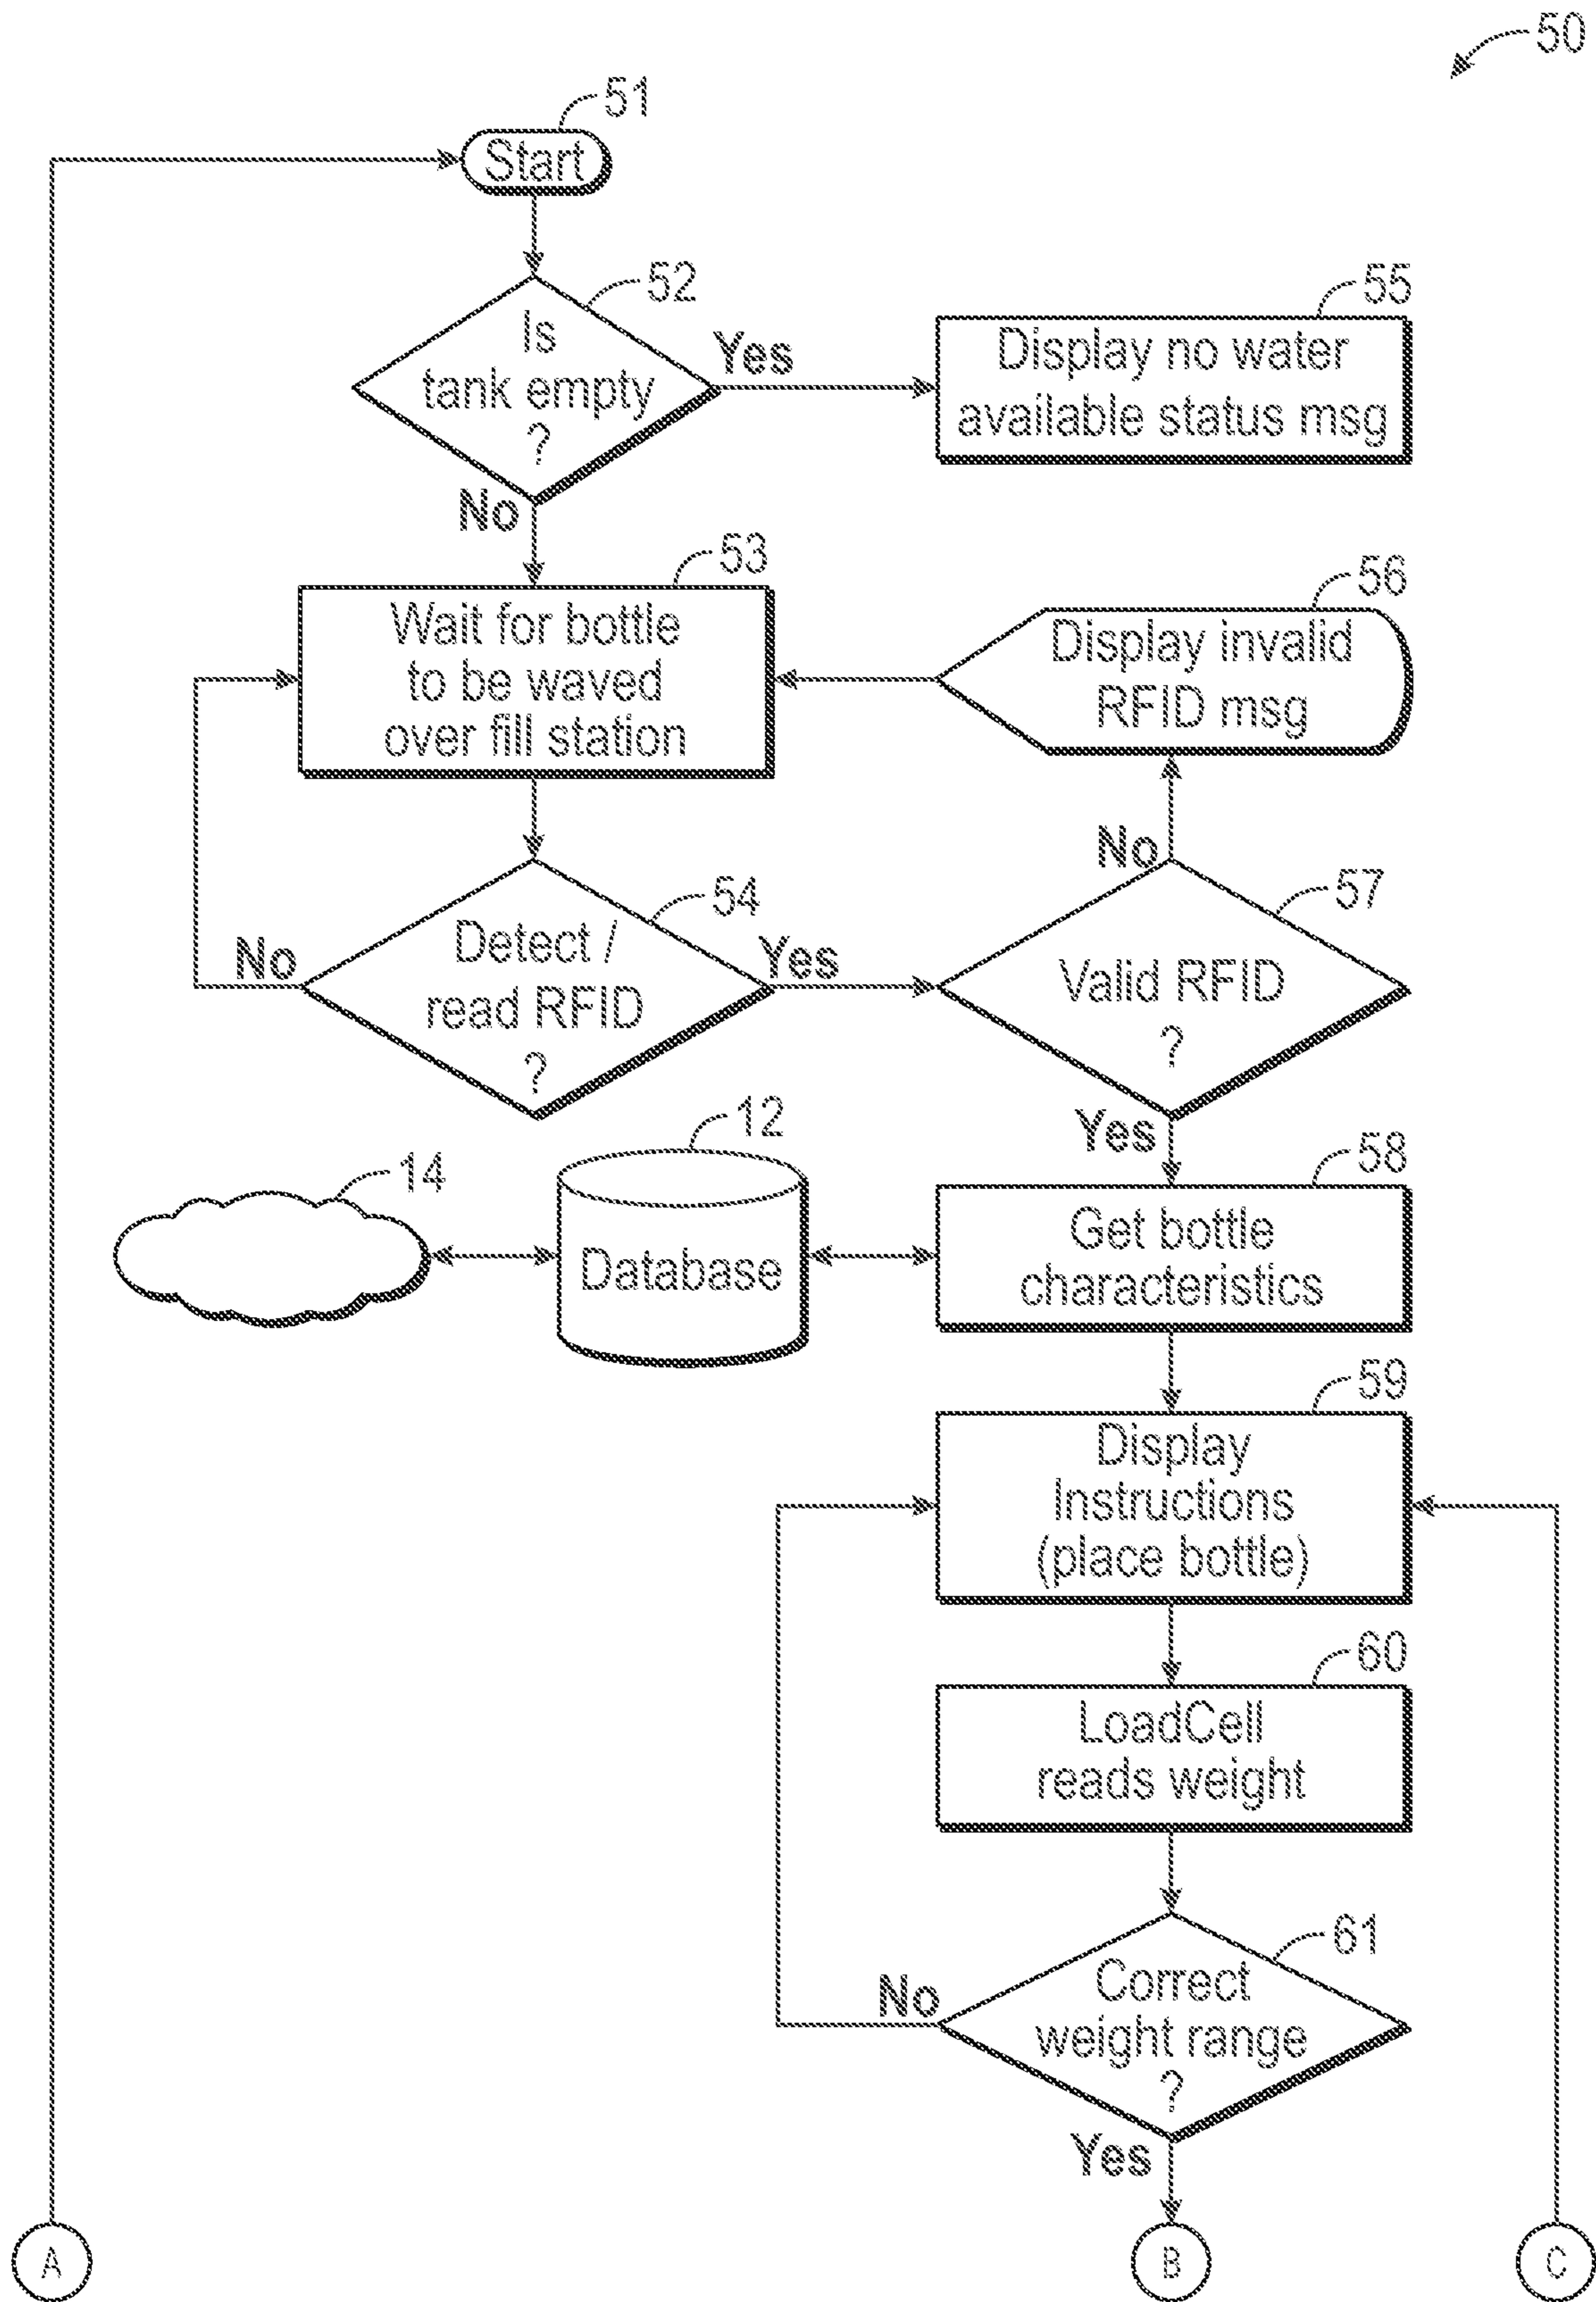 50
51
Start
52
Is
tank empty
?
Yes
No
55
Display no water
available status msg
53
Wait for bottle
to be waved
over fill station
56
Display invalid
RFID msg
54
Detect /
read RFID
?
No
Yes
No
57
Valid RFID
?
Yes
14
12
Database
58
Get bottle
characteristics
59
Display
Instructions
(place bottle)
60
LoadCell
reads weight
61
Correct
weight range
?
No
Yes
A
B
C